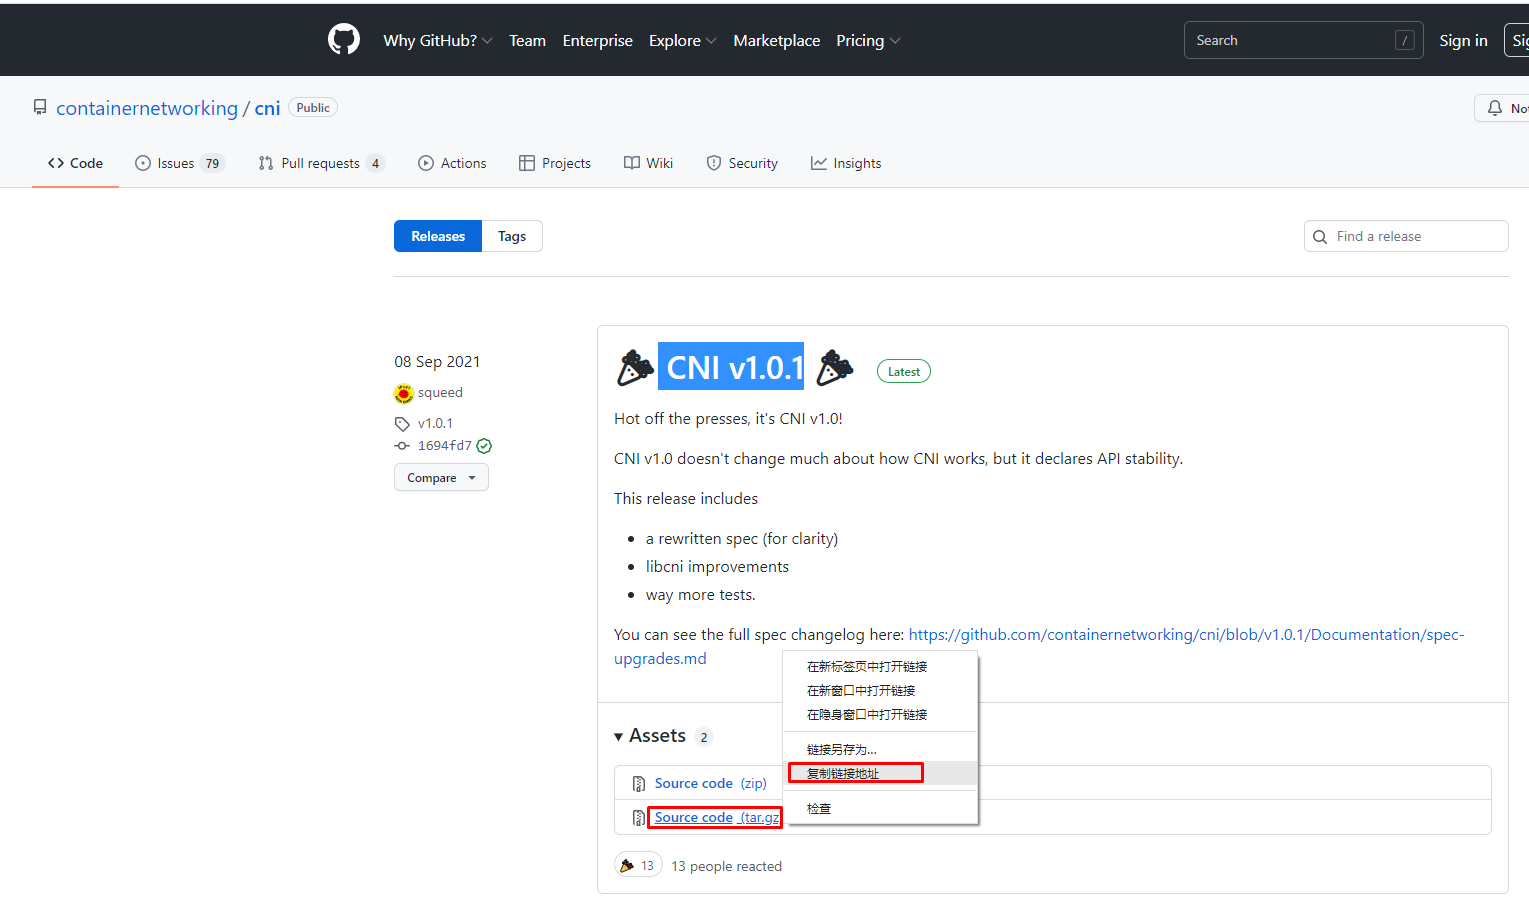 Why GitHub? Team Enterprise Explore Marketplace Pricing Search / Sign in Sig
containernetworking / cni Public Not
Code Issues 79 Pull requests 4 Actions Projects Wiki Security Insights
Releases Tags Find a release
08 Sep 2021
squeed
v1.0.1
1694fd7
Compare
CNI v1.0.1 Latest
Hot off the presses, it's CNI v1.0!
CNI v1.0 doesn't change much about how CNI works, but it declares API stability.
This release includes
a rewritten spec (for clarity)
libcni improvements
way more tests.
You can see the full spec changelog here: https://github.com/containernetworking/cni/blob/v1.0.1/Documentation/spec-
upgrades.md
在新标签页中打开链接
在新窗口中打开链接
在隐身窗口中打开链接
链接另存为...
复制链接地址
检查
Assets 2
Source code (zip)
Source code (tar.gz
13 13 people reacted